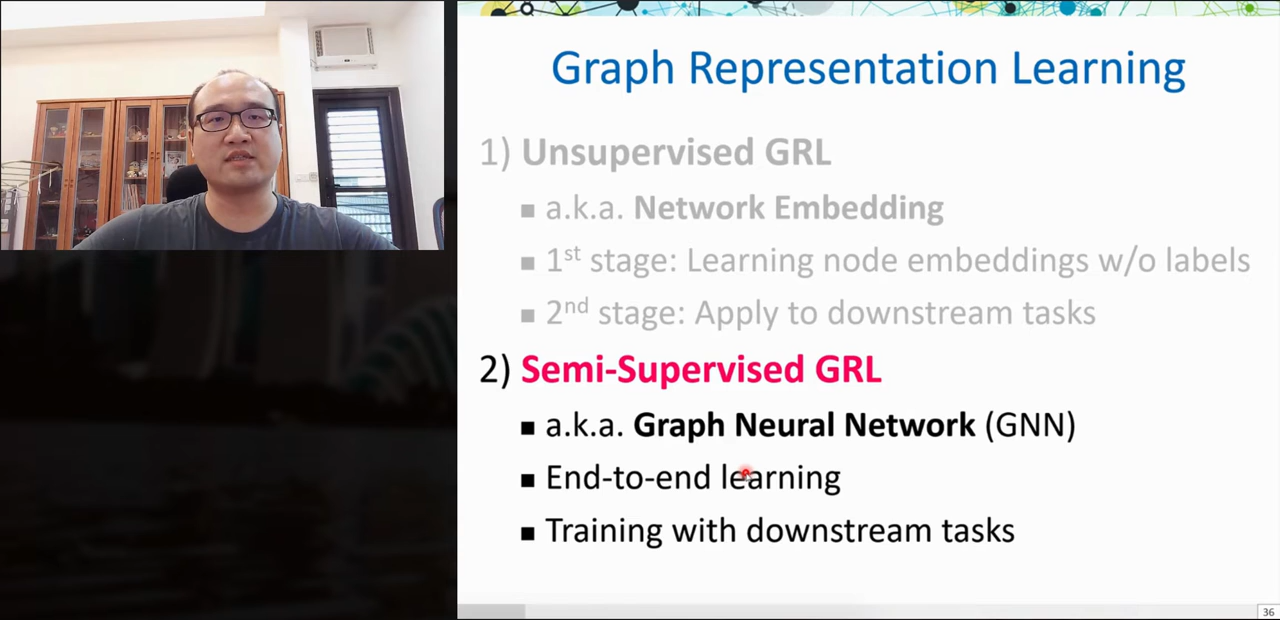 Graph Representation Learning
1) Unsupervised GRL
■ a.k.a. Network Embedding
■ 1st stage: Learning node embeddings w/o labels
■ 2nd stage: Apply to downstream tasks
2) Semi-Supervised GRL
■ a.k.a. Graph Neural Network (GNN)
■ End-to-end learning
■ Training with downstream tasks
36